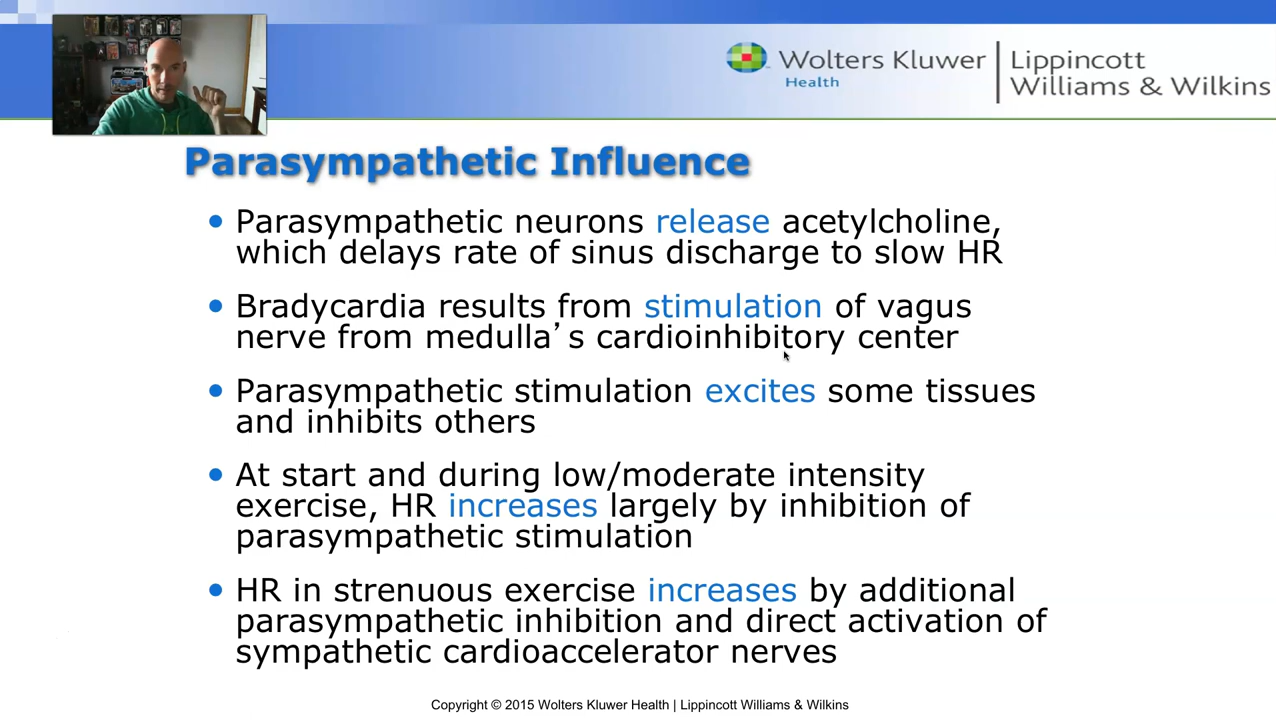 Wolters Kluwer
Health
Lippincott
Williams & Wilkins
Parasympathetic Influence
• Parasympathetic neurons release acetylcholine,
which delays rate of sinus discharge to slow HR
• Bradycardia results from stimulation of vagus
nerve from medulla’s cardioinhibitory center
• Parasympathetic stimulation excites some tissues
and inhibits others
• At start and during low/moderate intensity
exercise, HR increases largely by inhibition of
parasympathetic stimulation
• HR in strenuous exercise increases by additional
parasympathetic inhibition and direct activation of
sympathetic cardioaccelerator nerves
Copyright © 2015 Wolters Kluwer Health | Lippincott Williams & Wilkins